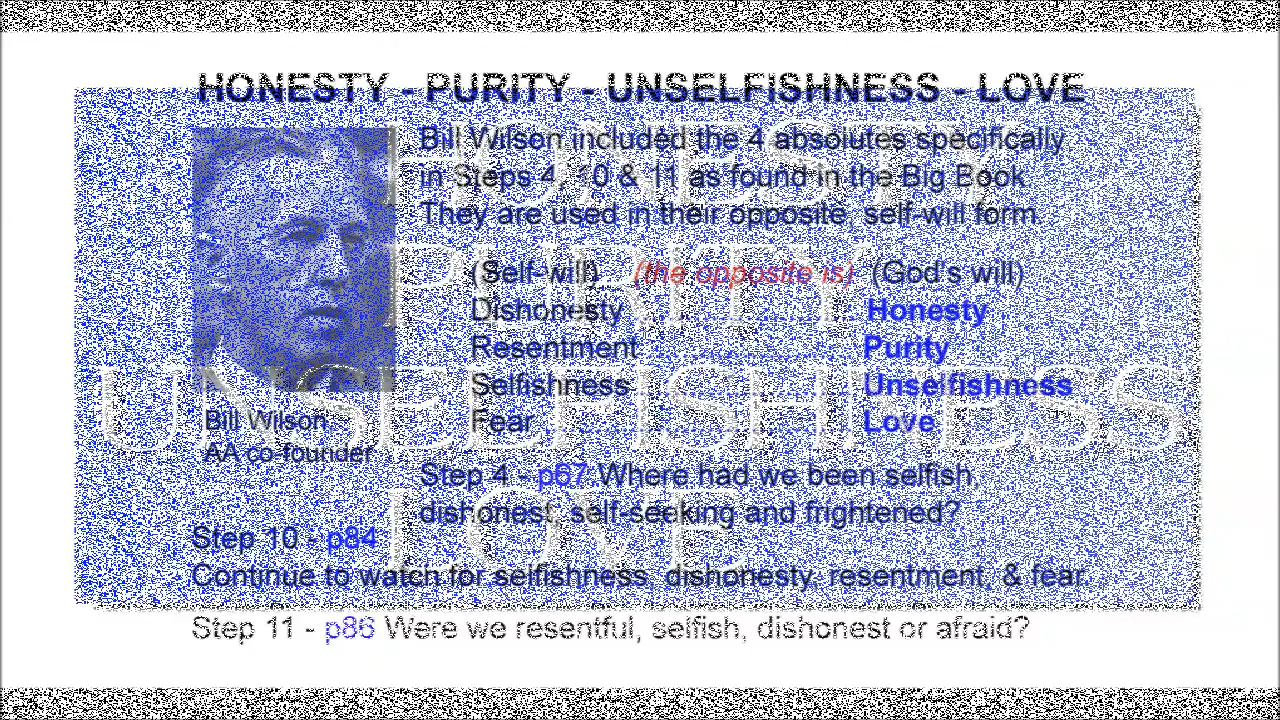 HONESTY - PURITY - UNSELFISHNESS - LOVE
Bill Wilson included the 4 absolutes specifically
in Steps 4, 10 & 11 as found in the Big Book
They are used in their opposite, self-will form.
(Self-will) (the opposite is) (God's will)
Dishonesty Honesty
Resentment Purity
Selfishness Unselfishness
Fear Love
Bill Wilson
AA co-founder
Step 4 - p67 Where had we been selfish,
dishonest, self-seeking and frightened?
Step 10 - p84
Continue to watch for selfishness, dishonesty, resentment, & fear.
Step 11 - p86 Were we resentful, selfish, dishonest or afraid?
HONESTY
PURITY
UNSELFISHNESS
LOVE